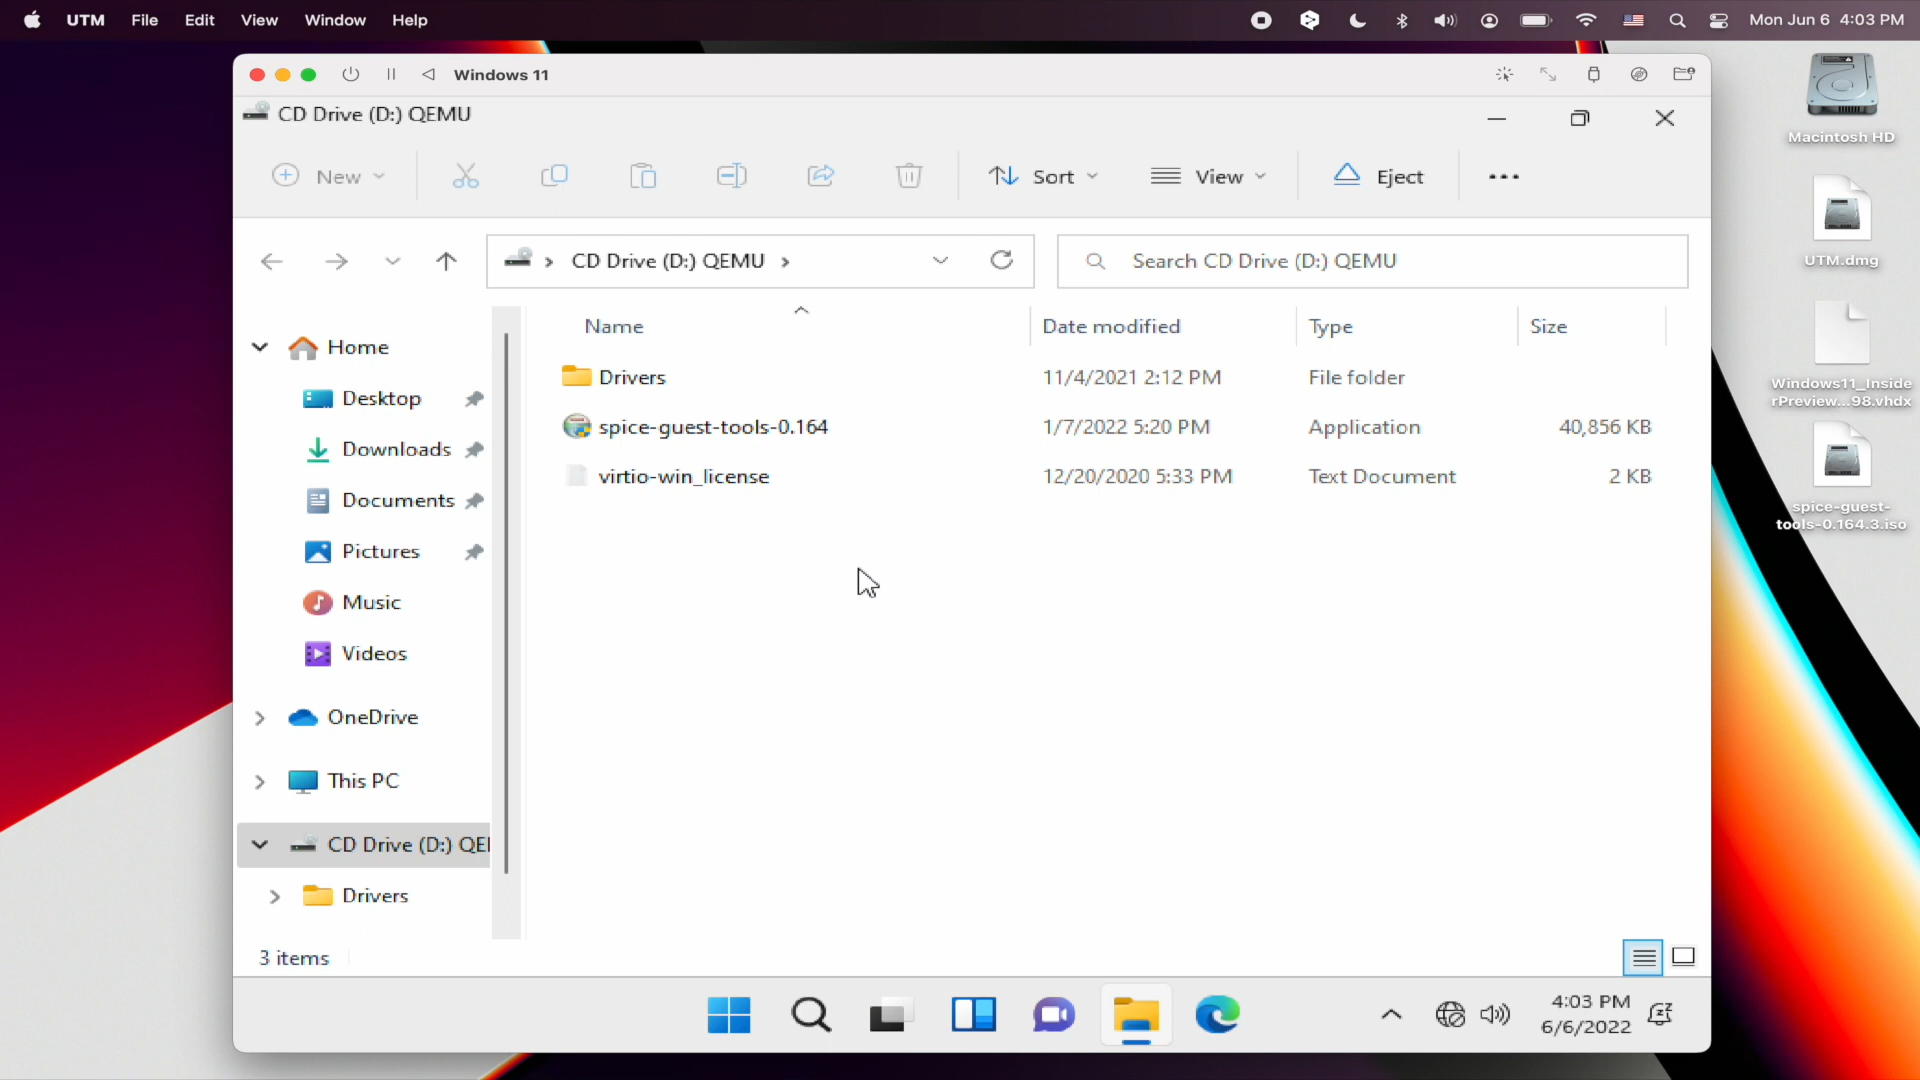 UTM File Edit View Window Help Mon Jun 6 4:03 PM
Windows 11
CD Drive (D:) QEMU
New Sort View Eject
CD Drive (D:) QEMU
Search CD Drive (D:) QEMU
Name Date modified Type Size
Drivers 11/4/2021 2:12 PM File folder
spice-guest-tools-0.164 1/7/2022 5:20 PM Application 40,856 KB
virtio-win_license 12/20/2020 5:33 PM Text Document 2 KB
Home
Desktop
Downloads
Documents
Pictures
Music
Videos
OneDrive
This PC
CD Drive (D:) QEI
Drivers
3 items
4:03 PM
6/6/2022
Macintosh HD
UTM.dmg
Windows11_Inside
rPreview...98.vhdx
spice-guest-
tools-0.164.3.iso